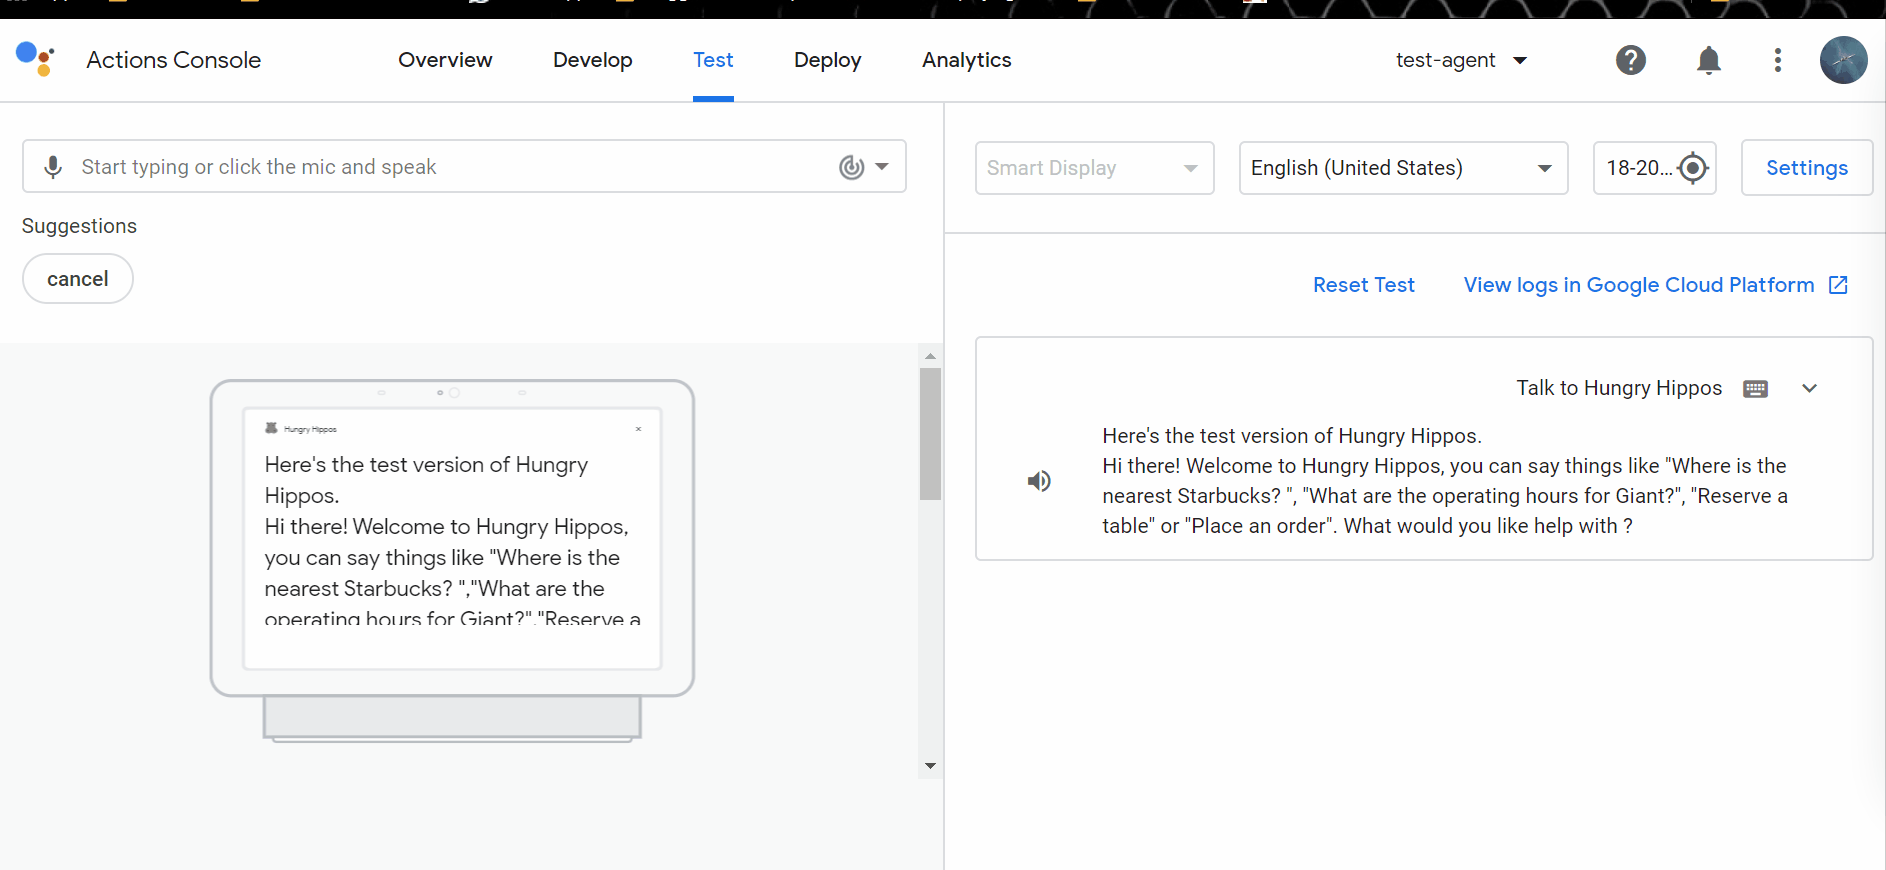 Actions Console
Overview
Develop
Test
Deploy
Analytics
test-agent
Start typing or click the mic and speak
Suggestions
cancel
Smart Display
English (United States)
18-20...
Settings
Reset Test
View logs in Google Cloud Platform
Hungry Hippos
Here's the test version of Hungry
Hippos.
Hi there! Welcome to Hungry Hippos,
you can say things like "Where is the
nearest Starbucks? ","What are the
operating hours for Giant?","Reserve a
Talk to Hungry Hippos
Here's the test version of Hungry Hippos.
Hi there! Welcome to Hungry Hippos, you can say things like "Where is the
nearest Starbucks? ", "What are the operating hours for Giant?", "Reserve a
table" or "Place an order". What would you like help with ?